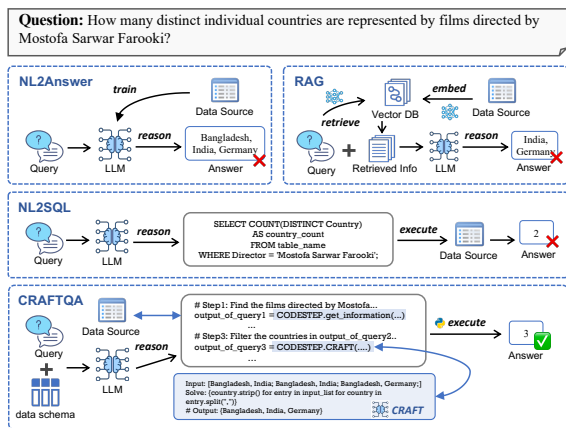 Question: How many distinct individual countries are represented by films directed by
Mostofa Sarwar Farooki?
NL2Answer
train
Data Source
reason
Query
LLM
Bangladesh,
India, Germany
Answer
RAG
embed
Vector DB
Data Source
retrieve
reason
Query
Retrieved Info
LLM
India,
Germany
Answer
NL2SQL
reason
Query
LLM
SELECT COUNT(DISTINCT Country)
AS country_count
FROM table_name
WHERE Director = 'Mostofa Sarwar Farooki';
execute
Data Source
2
Answer
CRAFTQA
Data Source
Query
reason
LLM
data schema
# Step1: Find the films directed by Mostofa...
output_of_query1 = CODESTEP.get_information(...)
...
# Step3: Filter the countries in output_of_query2..
output_of_query3 = CODESTEP.CRAFT(....)
...
execute
3
Answer
Input: [Bangladesh, India; Bangladesh, India; Bangladesh, Germany;]
Solve: {country.strip() for entry in input_list for country in
entry.split(",")}
# Output: {Bangladesh, India, Germany}
CRAFT